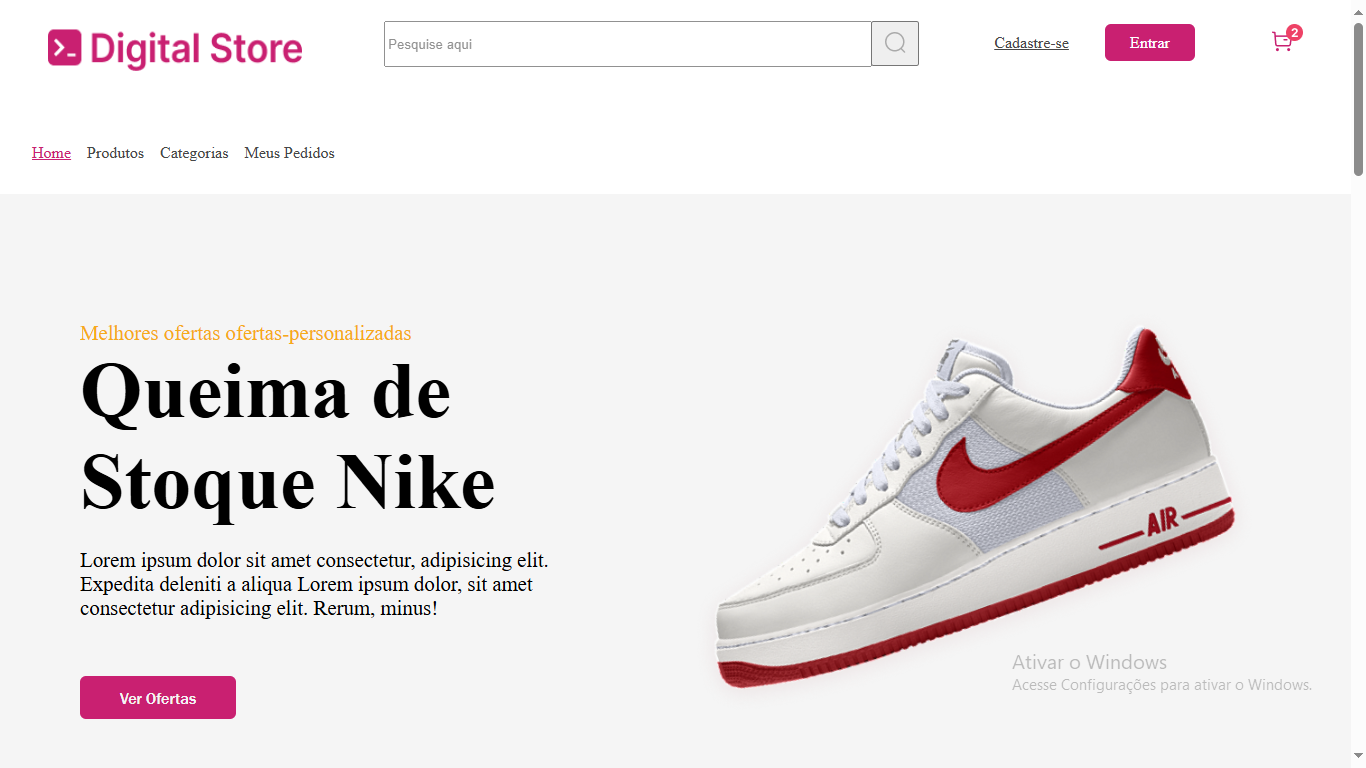 Digital Store
Pesquise aqui
Cadastre-se
Entrar
2
Home Produtos Categorias Meus Pedidos
Melhores ofertas ofertas-personalizadas
Queima de
Stoque Nike
Lorem ipsum dolor sit amet consectetur, adipisicing elit.
Expedita deleniti a aliqua Lorem ipsum dolor, sit amet
consectetur adipisicing elit. Rerum, minus!
Ver Ofertas
AIR
Ativar o Windows
Acesse Configurações para ativar o Windows.